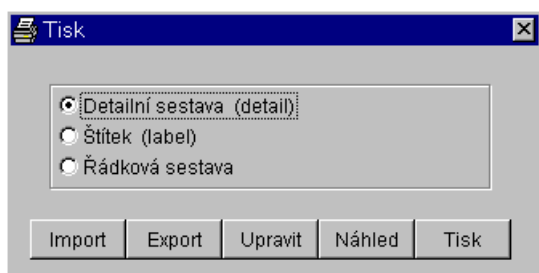 Tisk
Detailní sestava (detail)
Štítek (label)
Řádková sestava
Import Export Upravit Náhled Tisk